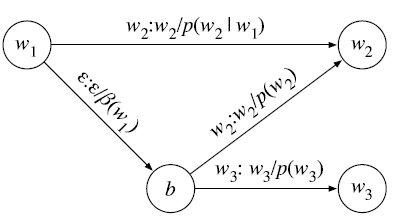 w₂:w₂/p(w₂ | w₁)
w₁
w₂
ε:ε/β(w₁)
w₂:w₂/p(w₂)
w₃: w₃/p(w₃)
b
w₃